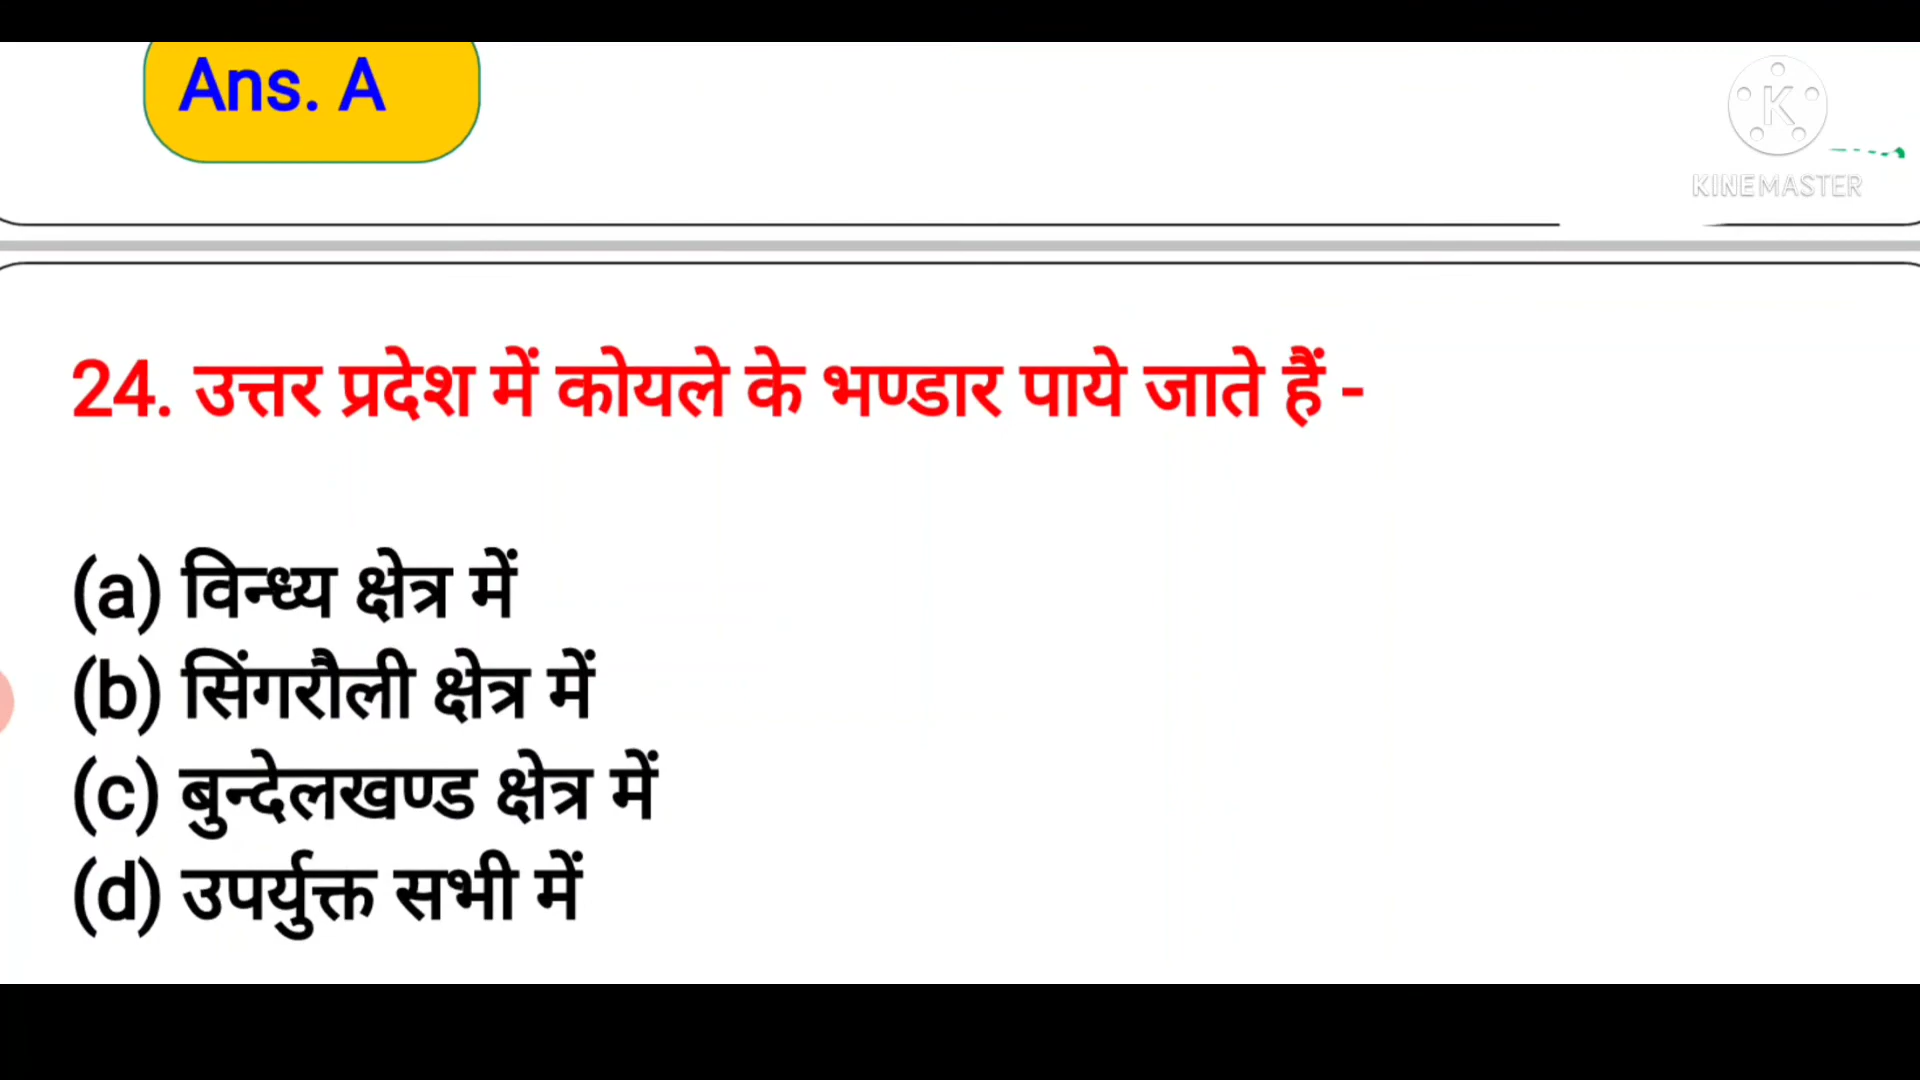 Ans. A
KINEMASTER
24. उत्तर प्रदेश में कोयले के भण्डार पाये जाते हैं -
(a) विन्ध्य क्षेत्र में
(b) सिंगरौली क्षेत्र में
(c) बुन्देलखण्ड क्षेत्र में
(d) उपर्युक्त सभी में